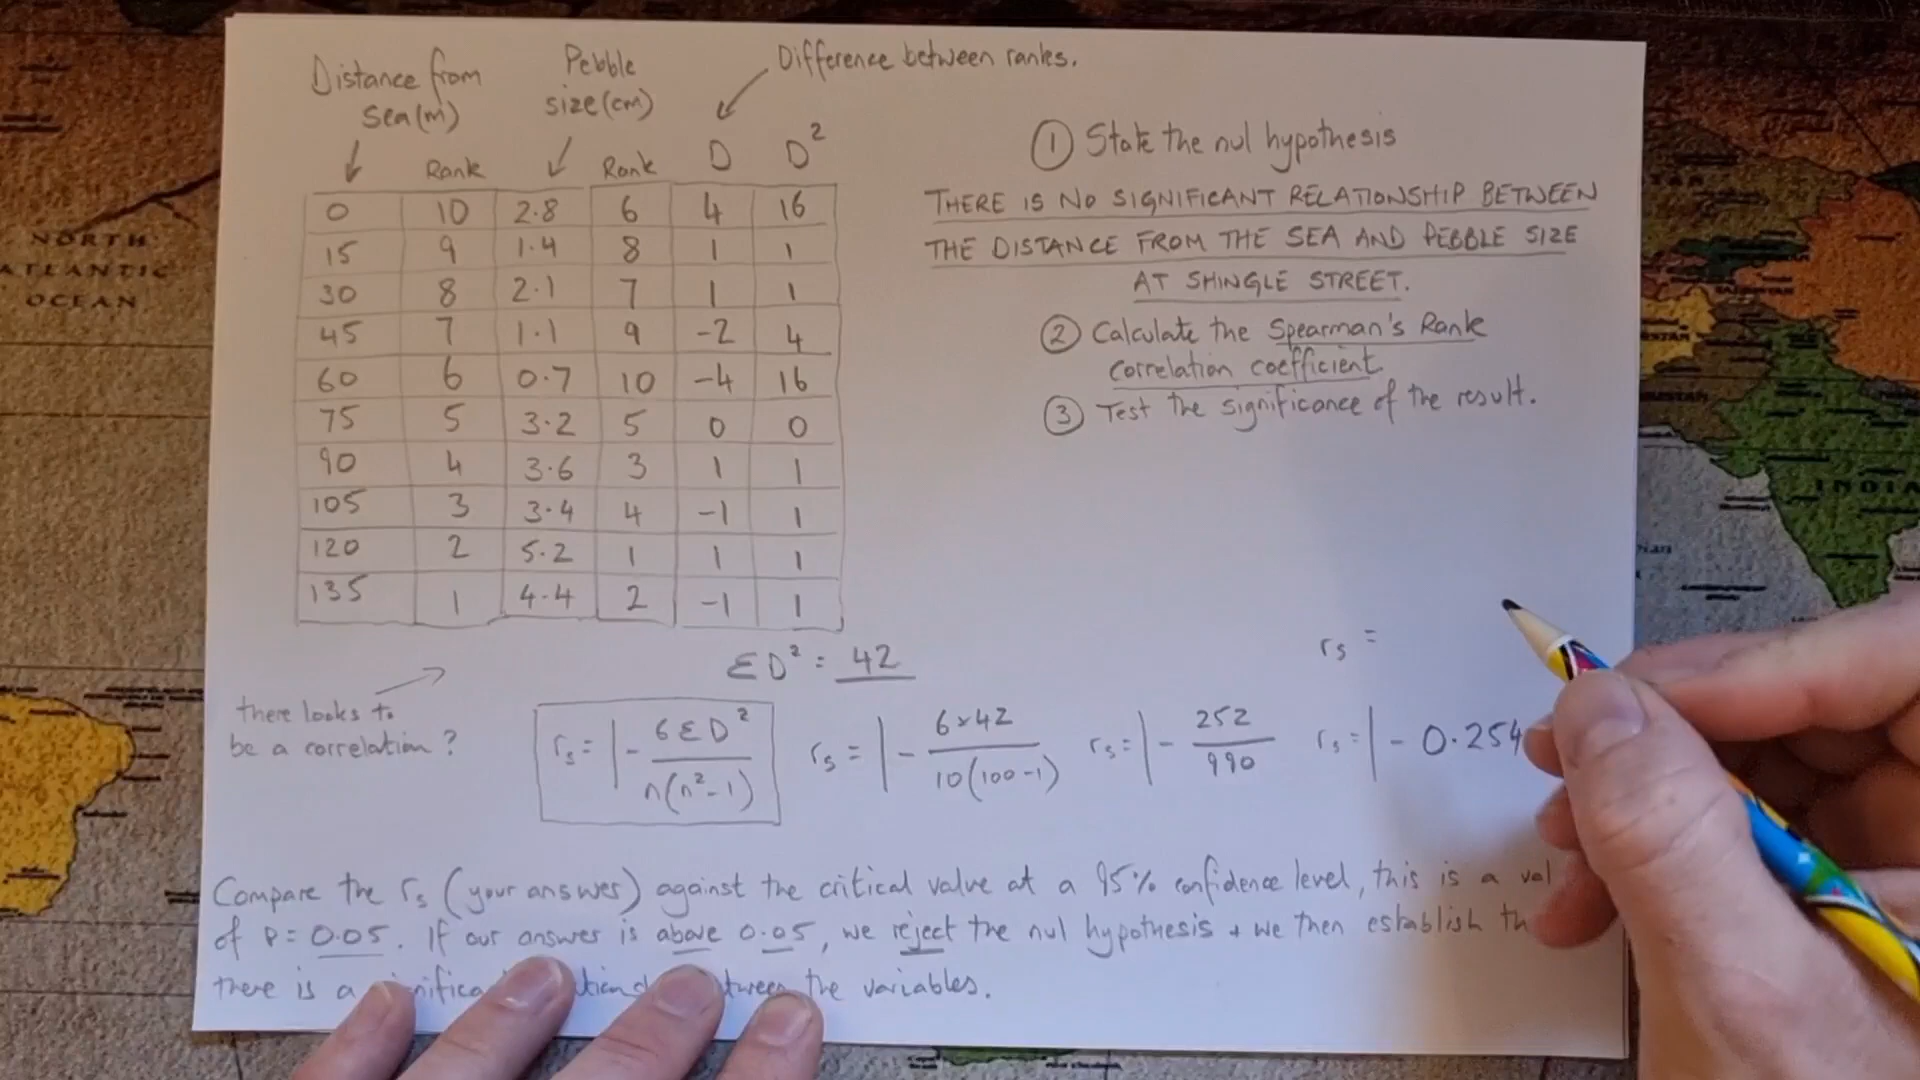 Distance from
sea (m)
Pebble
size (cm)
Difference between ranks.
Rank
Rank
D
D²
0 10 2.8 6 4 16
15 9 1.4 8 1 1
30 8 2.1 7 1 1
45 7 1.1 9 -2 4
60 6 0.7 10 -4 16
75 5 3.2 5 0 0
90 4 3.6 3 1 1
105 3 3.4 4 -1 1
120 2 5.2 1 1 1
135 1 4.4 2 -1 1
ƐD² = 42
① State the nul hypothesis
THERE IS NO SIGNIFICANT RELATIONSHIP BETWEEN
THE DISTANCE FROM THE SEA AND PEBBLE SIZE
AT SHINGLE STREET.
② Calculate the Spearman's Rank
correlation coefficient.
③ Test the significance of the result.
there looks to
be a correlation?
rs =
rs = 1 - 6ƐD² / n(n²-1)
rs = 1 - 6×42 / 10(100-1)
rs = 1 - 252 / 990
rs = 1 - 0.254
Compare the rs (your answer) against the critical value at a 95% confidence level, this is a
of P = 0.05. If our answer is above 0.05, we reject the nul hypothesis + we then establish
there is a between the variables.
NORTH
ATLANTIC
OCEAN
INDIA